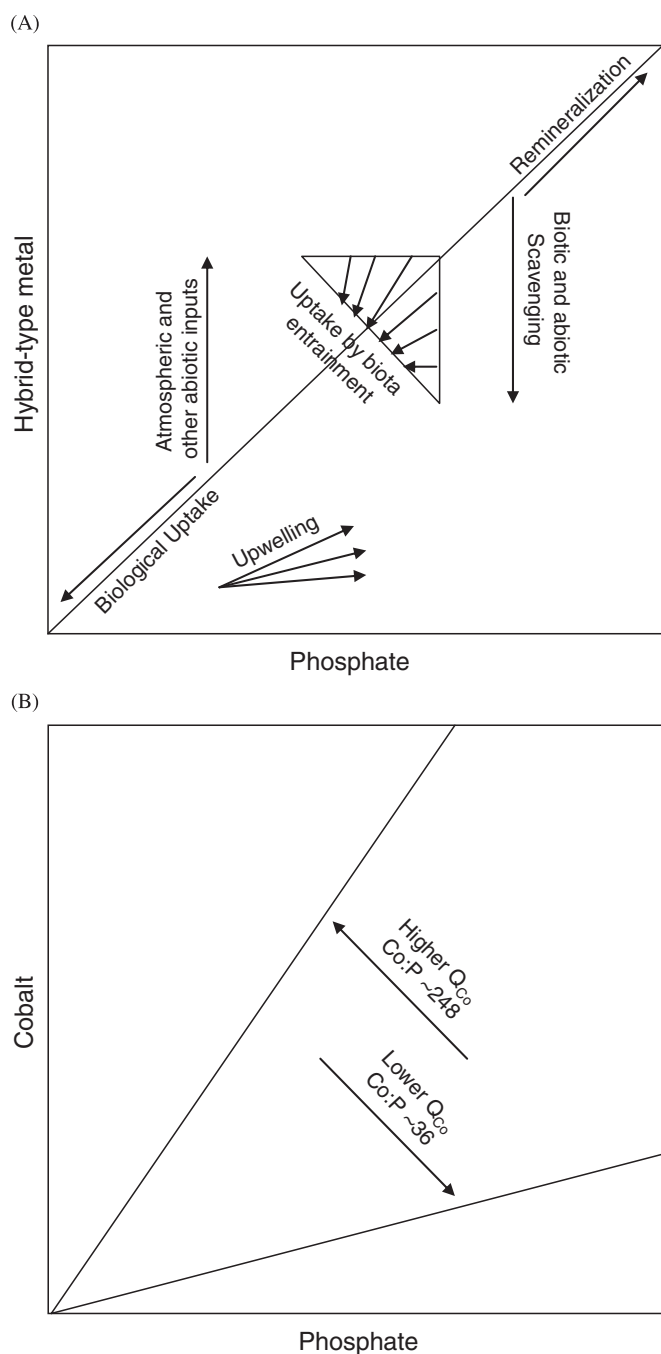 (A)
Hybrid-type metal
Remineralization
Biotic and abiotic
Scavenging
Uptake by biota
entrainment
Atmospheric and
other abiotic inputs
Biological Uptake
Upwelling
Phosphate
(B)
Cobalt
Higher QCo
Co:P ~248
Lower QCo
Co:P ~36
Phosphate